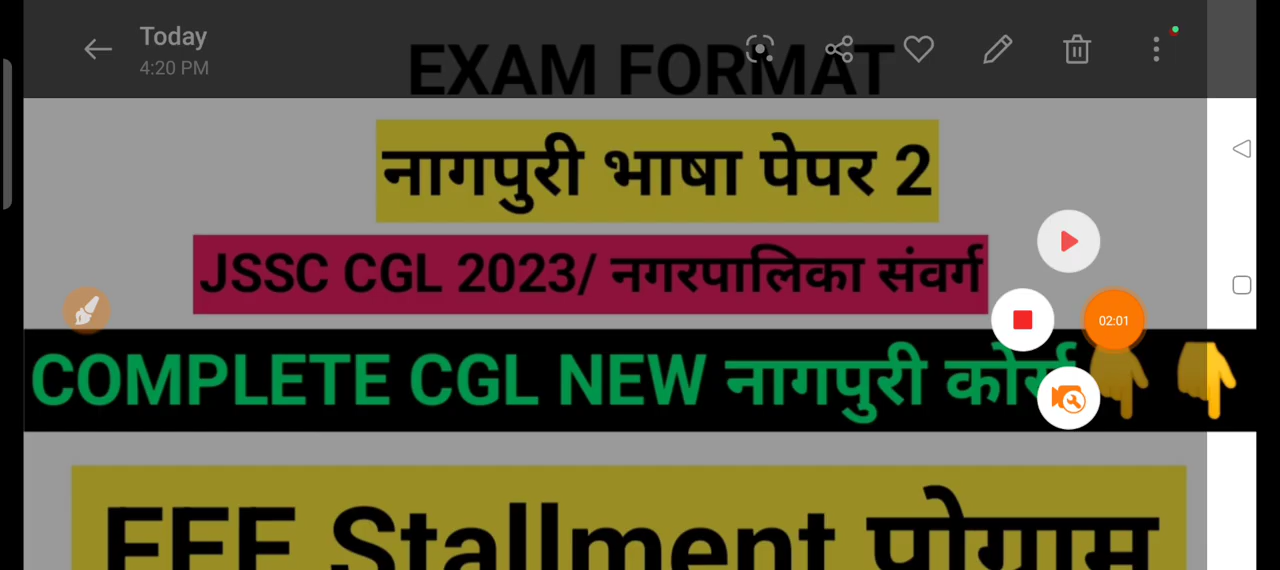 Today
4:20 PM
EXAM FORMAT
नागपुरी भाषा पेपर 2
JSSC CGL 2023/ नगरपालिका संवर्ग
02:01
COMPLETE CGL NEW नागपुरी कोर्स👇👇
FEE Stallment पोग्राम